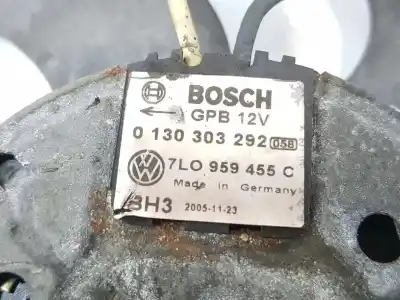 BOSCH
GPB 12V
0 130 303 292 058
7L0 959 455 C
Made in Germany
BH3 2005-11-23